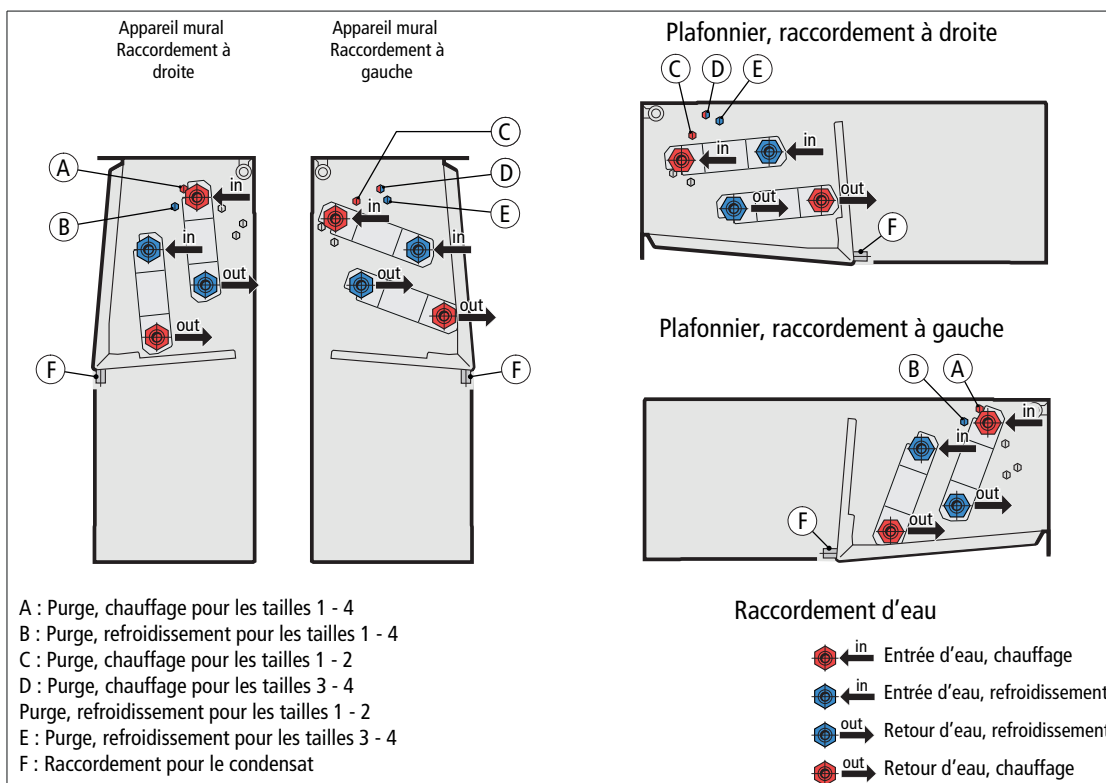 Appareil mural
Raccordement à
droite
Appareil mural
Raccordement à
gauche
Plafonnier, raccordement à droite
C
D
E
A
B
C
D
E
in
in
out
out
F
in
in
out
out
F
in
in
out
out
F
Plafonnier, raccordement à gauche
B
A
in
in
out
out
F
A : Purge, chauffage pour les tailles 1 - 4
B : Purge, refroidissement pour les tailles 1 - 4
C : Purge, chauffage pour les tailles 1 - 2
D : Purge, chauffage pour les tailles 3 - 4
Purge, refroidissement pour les tailles 1 - 2
E : Purge, refroidissement pour les tailles 3 - 4
F : Raccordement pour le condensat
Raccordement d’eau
in Entrée d’eau, chauffage
in Entrée d’eau, refroidissement
out Retour d’eau, refroidissement
out Retour d’eau, chauffage